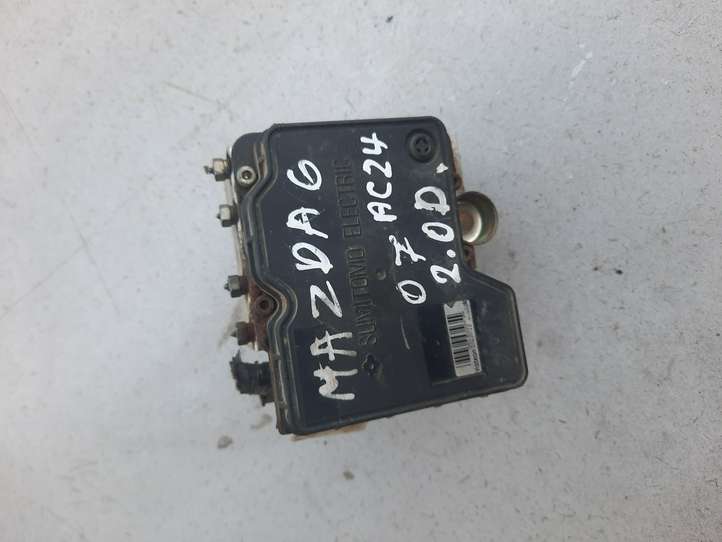 MAZDA6
SUMITOMO ELECTRIC
07 AC24
2.0D.